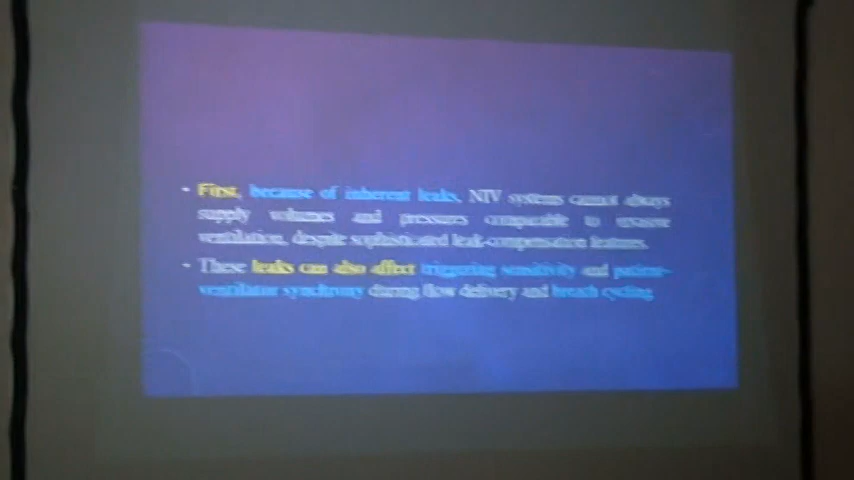 • First, because of inherent leaks, NIV systems cannot always
supply volumes and pressures comparable to invasive
ventilation, despite sophisticated leak-compensation features.
• These leaks can also affect triggering sensitivity and patient-
ventilator synchrony during flow delivery and breath cycling